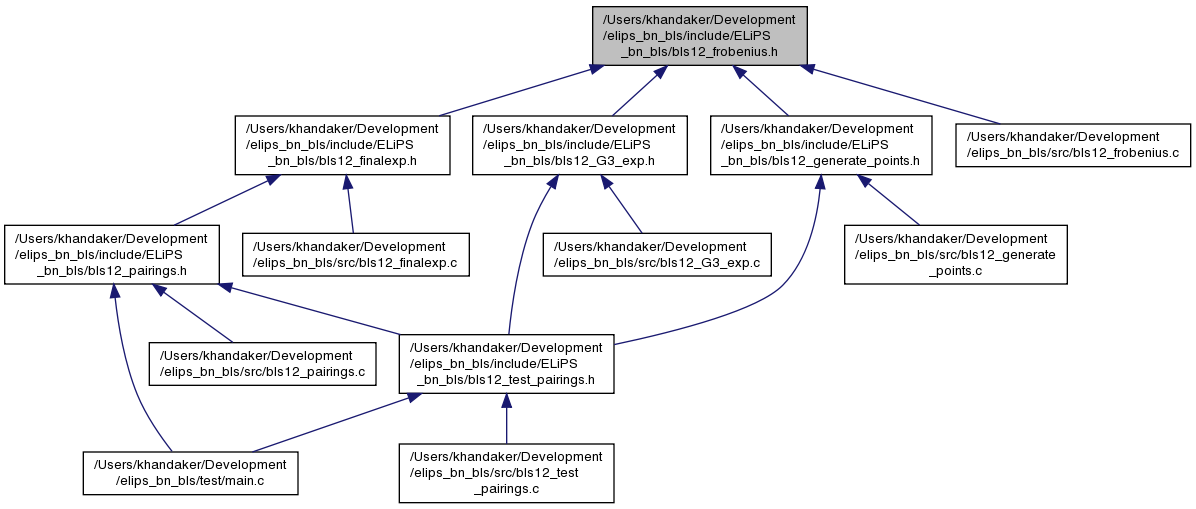 /Users/khandaker/Development
/elips_bn_bls/include/ELiPS
_bn_bls/bls12_frobenius.h
/Users/khandaker/Development
/elips_bn_bls/include/ELiPS
_bn_bls/bls12_finalexp.h
/Users/khandaker/Development
/elips_bn_bls/include/ELiPS
_bn_bls/bls12_G3_exp.h
/Users/khandaker/Development
/elips_bn_bls/include/ELiPS
_bn_bls/bls12_generate_points.h
/Users/khandaker/Development
/elips_bn_bls/src/bls12_frobenius.c
/Users/khandaker/Development
/elips_bn_bls/include/ELiPS
_bn_bls/bls12_pairings.h
/Users/khandaker/Development
/elips_bn_bls/src/bls12_finalexp.c
/Users/khandaker/Development
/elips_bn_bls/src/bls12_G3_exp.c
/Users/khandaker/Development
/elips_bn_bls/src/bls12_generate
_points.c
/Users/khandaker/Development
/elips_bn_bls/src/bls12_pairings.c
/Users/khandaker/Development
/elips_bn_bls/include/ELiPS
_bn_bls/bls12_test_pairings.h
/Users/khandaker/Development
/elips_bn_bls/test/main.c
/Users/khandaker/Development
/elips_bn_bls/src/bls12_test
_pairings.c